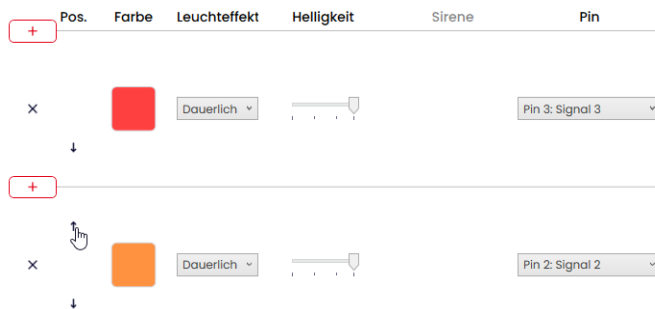 Pos. Farbe Leuchteffekt Helligkeit Sirene Pin
+
× Dauerlich Pin 3: Signal 3
↓
+
↑
× Dauerlich Pin 2: Signal 2
↓